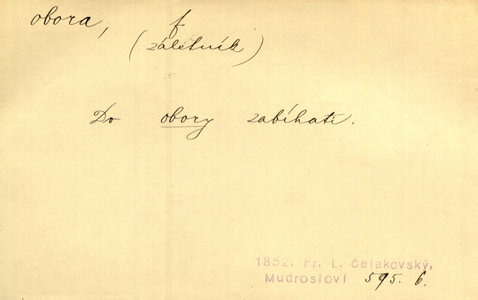 obora, f
(záletník)
Do obory zabíhati.
1852. Fr. L. Čelakovský,
Mudrosloví 595. 6.